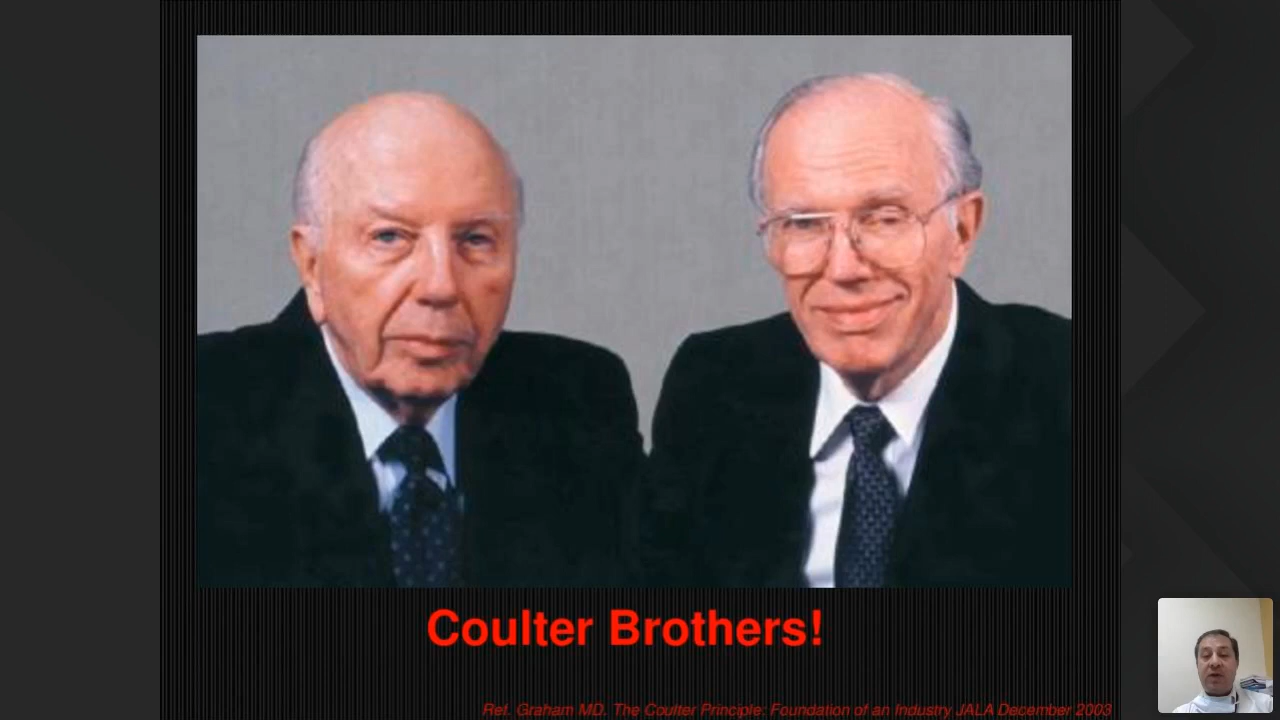 Coulter Brothers!
Ref. Graham MD. The Coulter Principle: Foundation of an Industry JALA December 2003